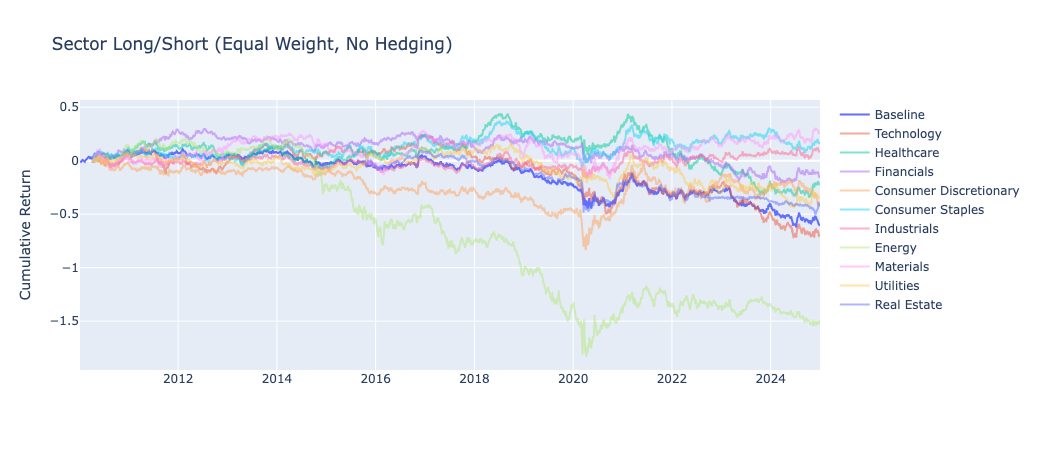 Sector Long/Short (Equal Weight, No Hedging)
Cumulative Return
0.5
0
−0.5
−1
−1.5
2012
2014
2016
2018
2020
2022
2024
Baseline
Technology
Healthcare
Financials
Consumer Discretionary
Consumer Staples
Industrials
Energy
Materials
Utilities
Real Estate